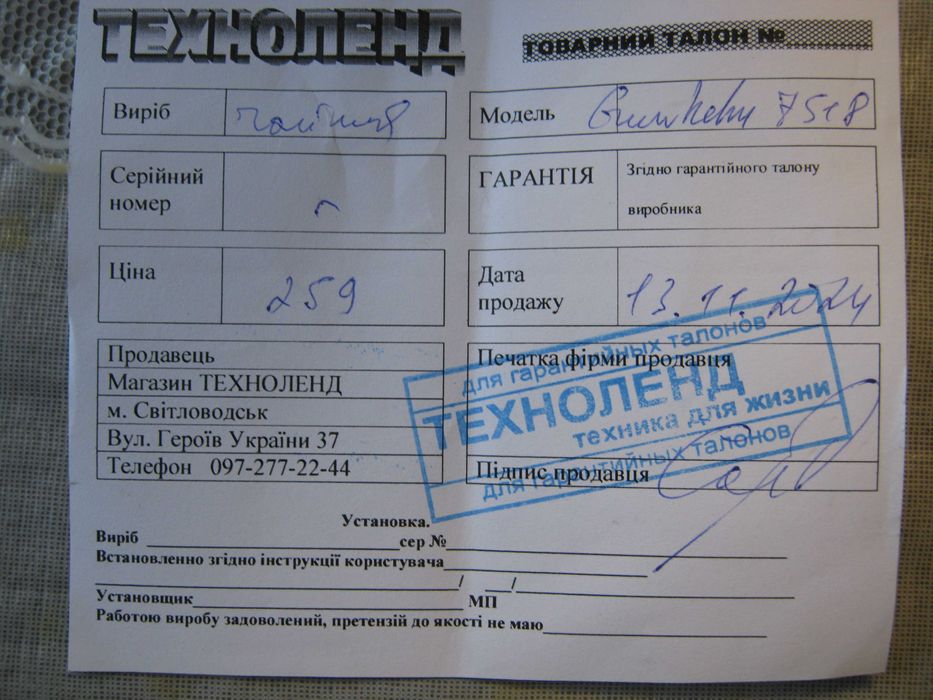 ТЕХНОЛЕНД
ТОВАРНИЙ ТАЛОН №
Виріб чайник
Модель 7518
Серійний номер -
ГАРАНТІЯ Згідно гарантійного талону
виробника
Ціна 259
Дата продажу 13.11.2024
Продавець
Магазин ТЕХНОЛЕНД
м. Світловодськ
Вул. Героїв України 37
Телефон 097-277-22-44
Печатка фірми продавця
для гарантийных талонов
ТЕХНОЛЕНД
техника для жизни
для гарантийных талонов
Підпис продавця
Установка.
Виріб сер №
Встановленно згідно інструкції користувача
/ /
Установщик МП
Работою виробу задоволений, претензій до якості не маю